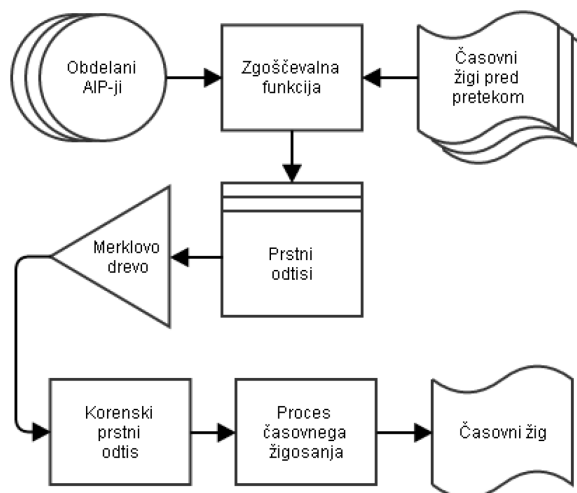 Obdelani
AIP-ji
Zgoščevalna
funkcija
Časovni
žigi pred
pretekom
Merklovo
drevo
Prstni
odtisi
Korenski
prstni
odtis
Proces
časovnega
žigosanja
Časovni žig